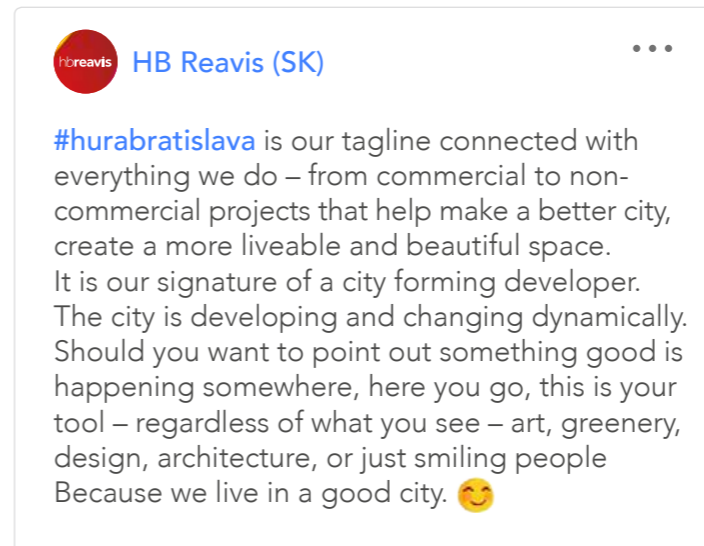 hbreavis
HB Reavis (SK)
#hurabratislava is our tagline connected with
everything we do – from commercial to non-
commercial projects that help make a better city,
create a more liveable and beautiful space.
It is our signature of a city forming developer.
The city is developing and changing dynamically.
Should you want to point out something good is
happening somewhere, here you go, this is your
tool – regardless of what you see – art, greenery,
design, architecture, or just smiling people
Because we live in a good city. 😊